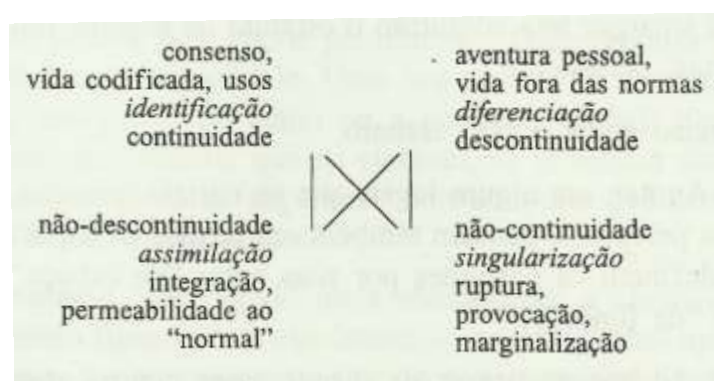 consenso,
vida codificada, usos
identificação
continuidade
aventura pessoal,
vida fora das normas
diferenciação
descontinuidade
não-descontinuidade
assimilação
integração,
permeabilidade ao
“normal”
não-continuidade
singularização
ruptura,
provocação,
marginalização